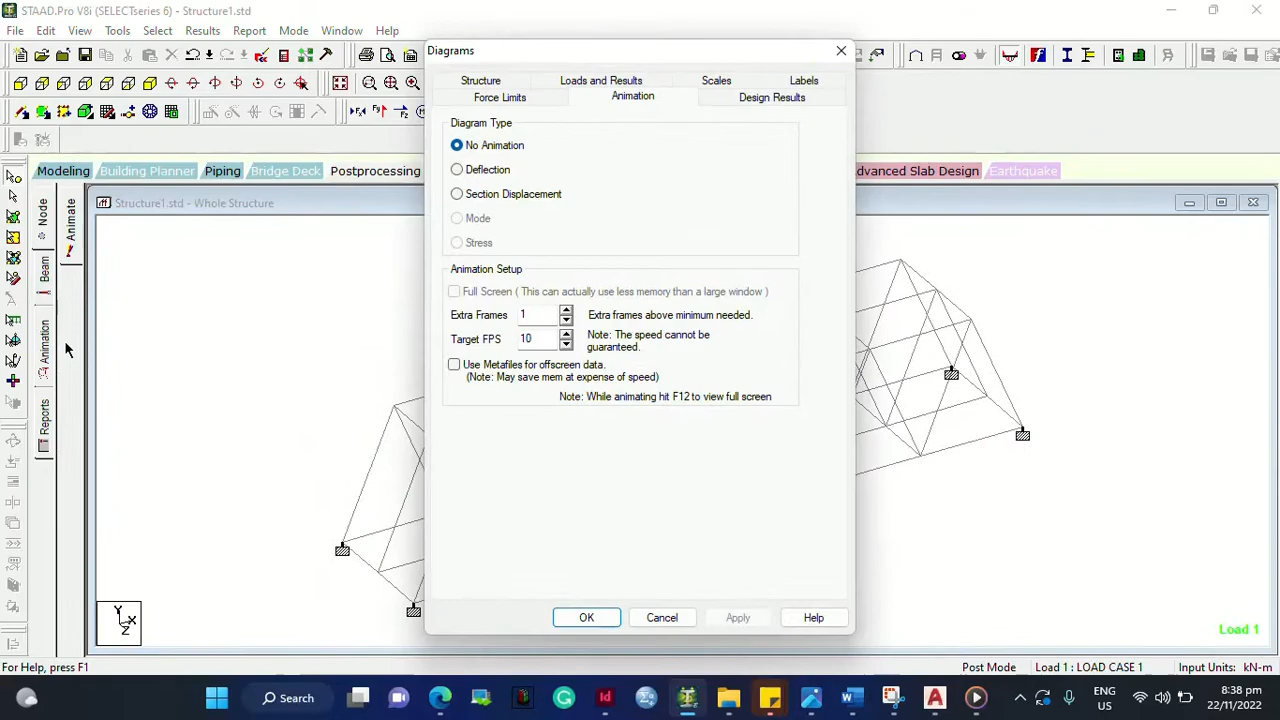 STAAD.Pro V8i (SELECTseries 6) - Structure1.std
File Edit View Tools Select Results Report Mode Window Help
Modeling Building Planner Piping Bridge Deck Postprocessing
dvanced Slab Design Earthquake
Structure1.std - Whole Structure
Node
Beam
Animation
Reports
Animate
Diagrams
Structure Loads and Results Scales Labels
Force Limits Animation Design Results
Diagram Type
No Animation
Deflection
Section Displacement
Mode
Stress
Animation Setup
Full Screen ( This can actually use less memory than a large window )
Extra Frames 1 Extra frames above minimum needed.
Target FPS 10 Note: The speed cannot be
guaranteed.
Use Metafiles for offscreen data.
(Note: May save mem at expense of speed)
Note: While animating hit F12 to view full screen
OK Cancel Apply Help
Y
X
Z
Load 1
For Help, press F1 Post Mode Load 1 : LOAD CASE 1 Input Units: kN-m
Search
ENG
US
8:38 pm
22/11/2022